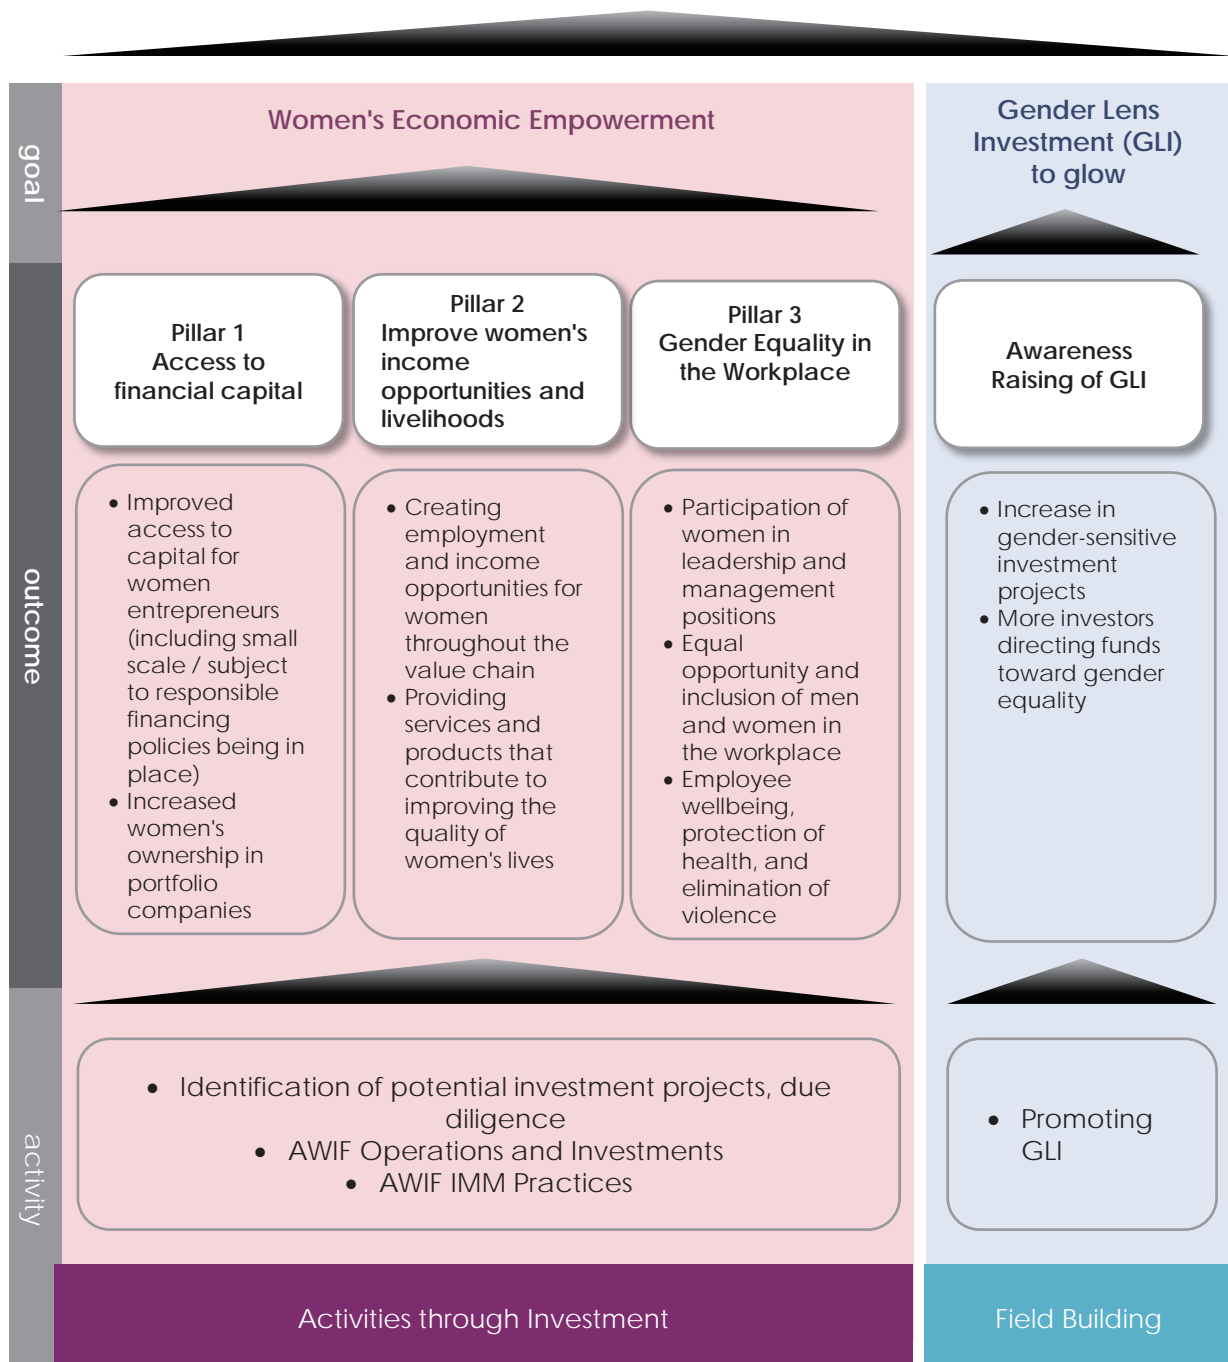 goal
Women's Economic Empowerment
Gender Lens
Investment (GLI)
to glow
outcome
Pillar 1
Access to
financial capital
Pillar 2
Improve women's
income
opportunities and
livelihoods
Pillar 3
Gender Equality in
the Workplace
Awareness
Raising of GLI
• Improved
access to
capital for
women
entrepreneurs
(including small
scale / subject
to responsible
financing
policies being in
place)
• Increased
women's
ownership in
portfolio
companies
• Creating
employment
and income
opportunities for
women
throughout the
value chain
• Providing
services and
products that
contribute to
improving the
quality of
women's lives
• Participation of
women in
leadership and
management
positions
• Equal
opportunity and
inclusion of men
and women in
the workplace
• Employee
wellbeing,
protection of
health, and
elimination of
violence
• Increase in
gender-sensitive
investment
projects
• More investors
directing funds
toward gender
equality
activity
• Identification of potential investment projects, due
diligence
• AWIF Operations and Investments
• AWIF IMM Practices
• Promoting
GLI
Activities through Investment
Field Building